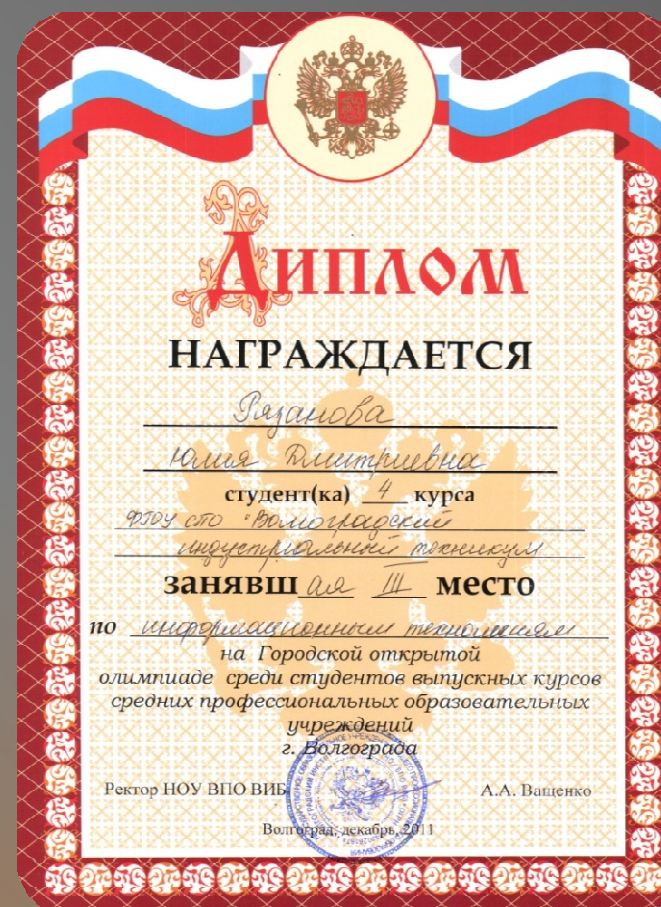 Диплом
НАГРАЖДАЕТСЯ
Рязанова
Юлия Дмитриевна
студент(ка) 4 курса
ФГОУ СПО "Волгоградский
индустриальный техникум
занявшая III место
по информационным технологиям
на Городской открытой
олимпиаде среди студентов выпускных курсов
средних профессиональных образовательных
учреждений
г. Волгограда
Ректор НОУ ВПО ВИБ А.А. Ващенко
Волгоград, декабрь, 2011